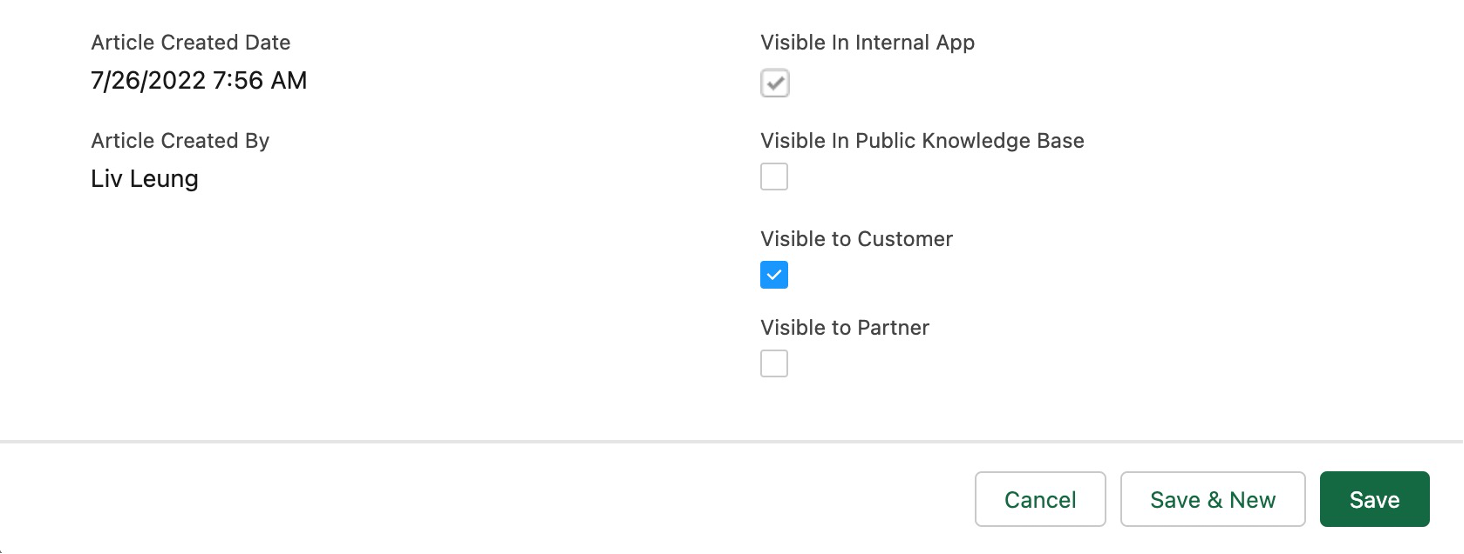 Article Created Date
7/26/2022 7:56 AM
Article Created By
Liv Leung
Visible In Internal App
Visible In Public Knowledge Base
Visible to Customer
Visible to Partner
Cancel
Save & New
Save